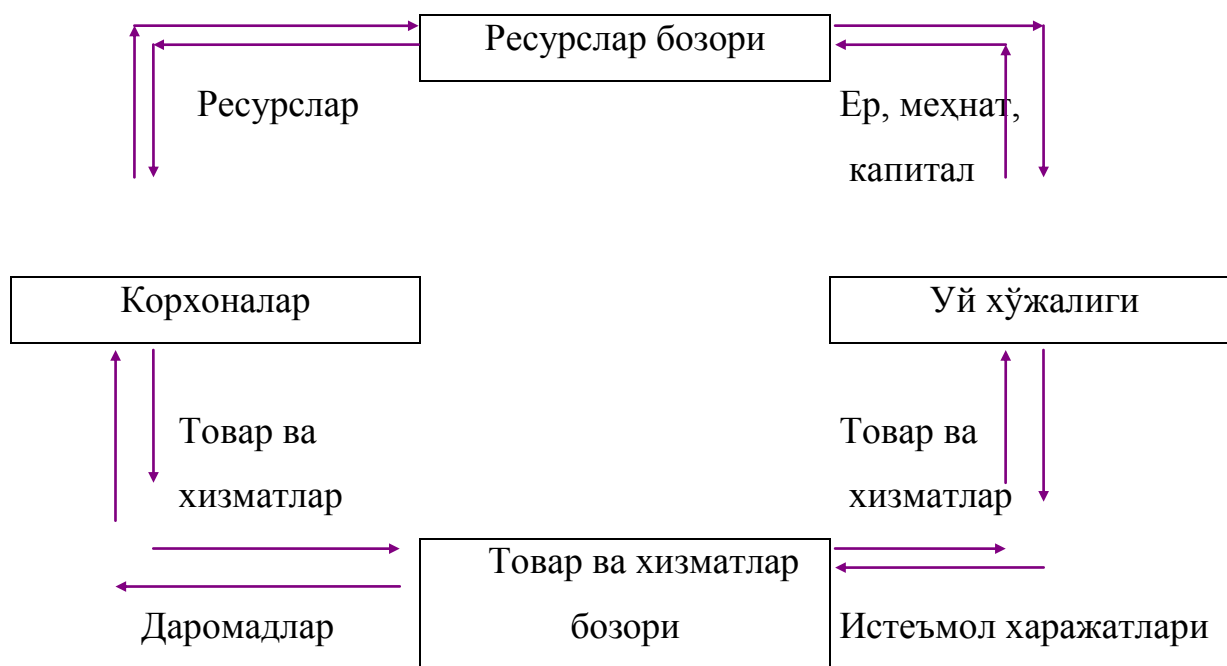 Ресурслар бозори
Ресурслар
Ер, меҳнат,
капитал
Корхоналар
Уй хўжалиги
Товар ва
хизматлар
Товар ва
хизматлар
Товар ва хизматлар
бозори
Даромадлар
Истеъмол харажатлари